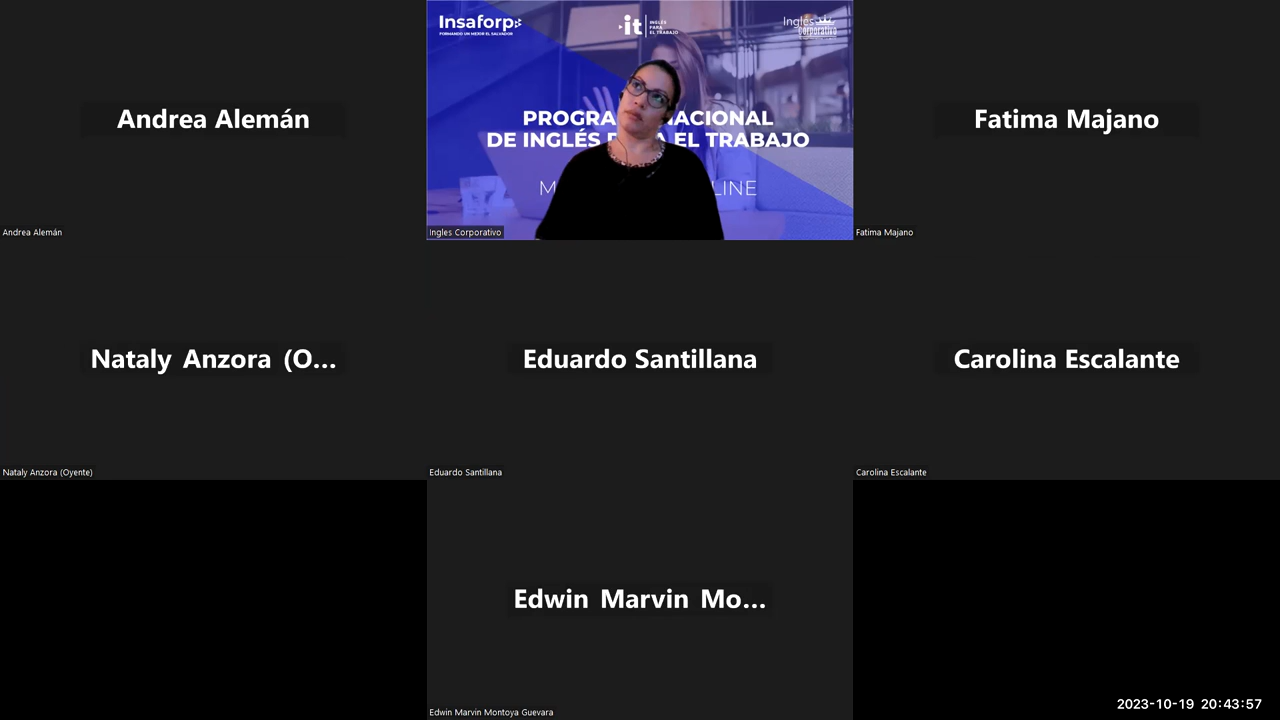 Andrea Alemán
Andrea Alemán
Insaforp
FORMANDO UN MEJOR EL SALVADOR
it
INGLÉS
PARA
EL TRABAJO
Inglés
corporativo
PROGRA NACIONAL
DE INGLÉS P A EL TRABAJO
M LINE
Ingles Corporativo
Fatima Majano
Fatima Majano
Nataly Anzora (O...
Nataly Anzora (Oyente)
Eduardo Santillana
Eduardo Santillana
Carolina Escalante
Carolina Escalante
Edwin Marvin Mo...
Edwin Marvin Montoya Guevara
2023-10-19 20:43:57